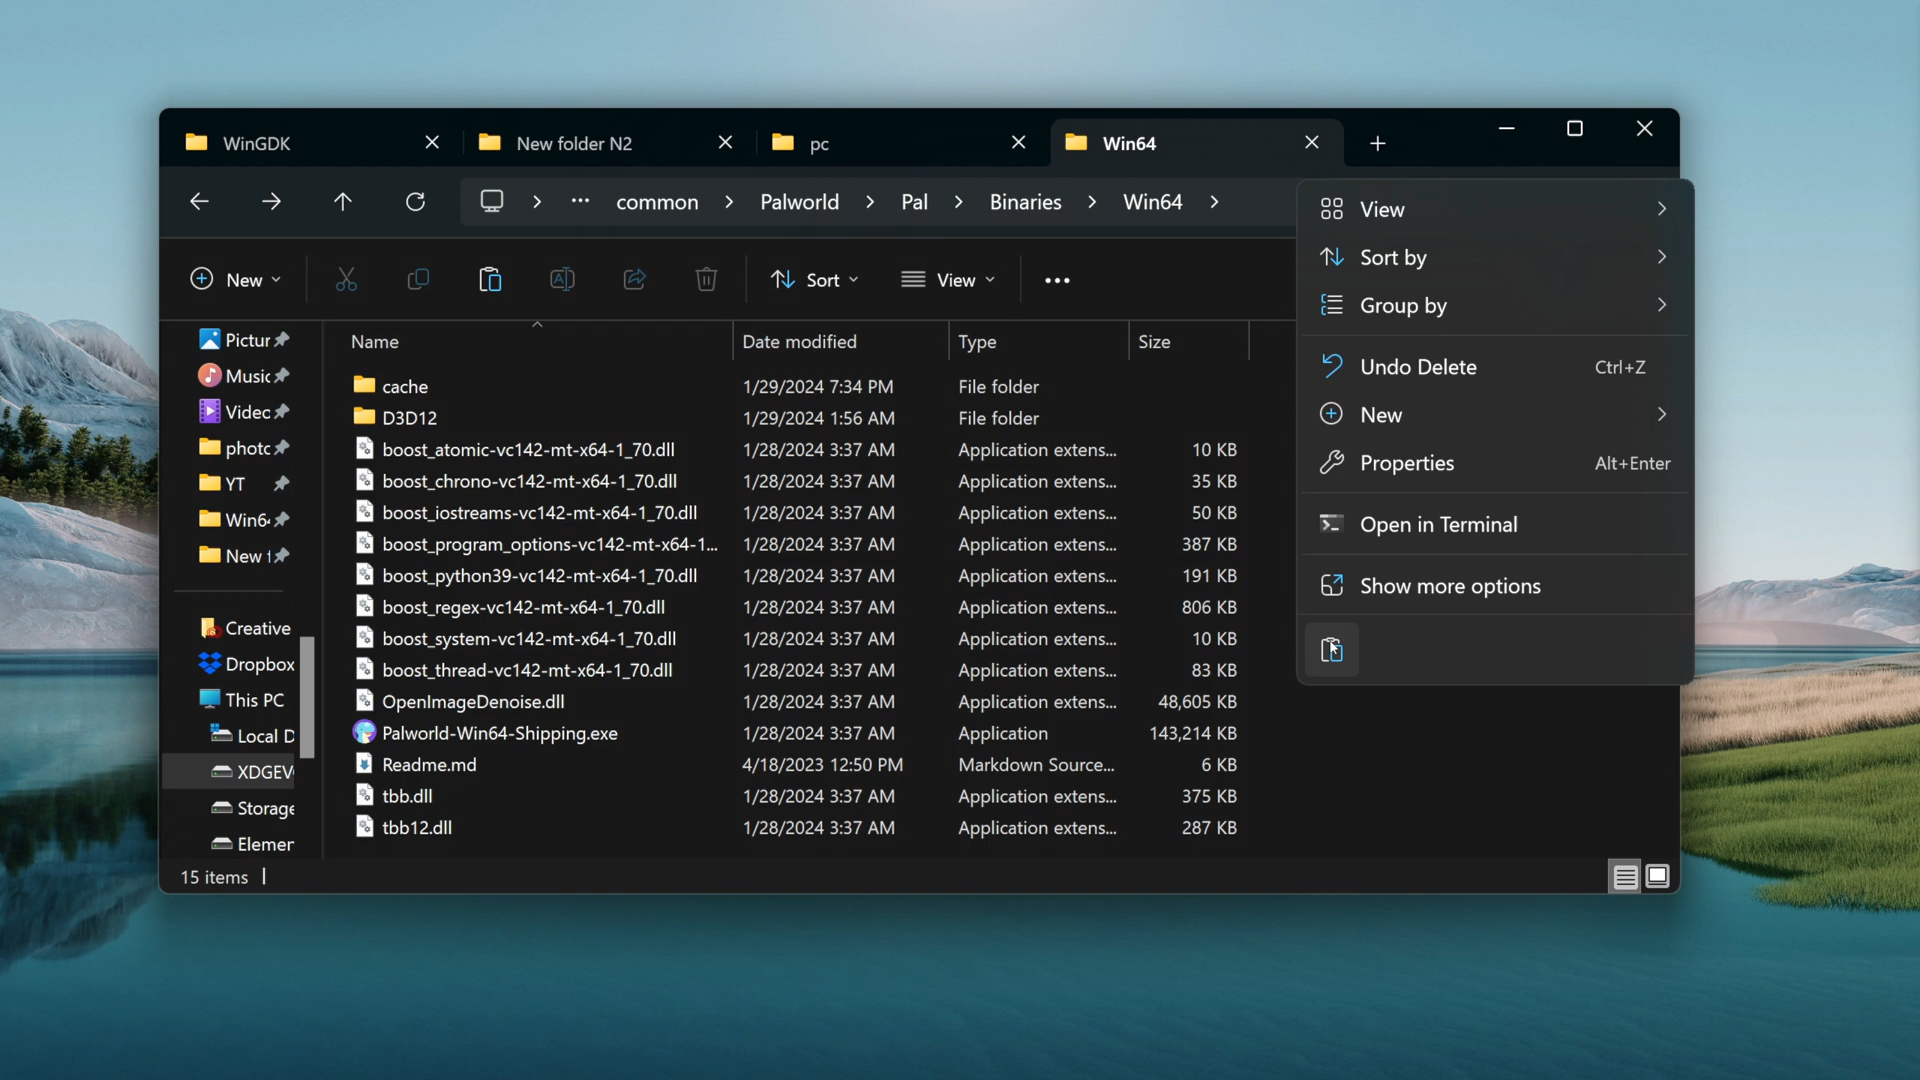 WinGDK
New folder N2
pc
Win64
common > Palworld > Pal > Binaries > Win64 >
New
Sort
View
Name Date modified Type Size
cache 1/29/2024 7:34 PM File folder
D3D12 1/29/2024 1:56 AM File folder
boost_atomic-vc142-mt-x64-1_70.dll 1/28/2024 3:37 AM Application extens... 10 KB
boost_chrono-vc142-mt-x64-1_70.dll 1/28/2024 3:37 AM Application extens... 35 KB
boost_iostreams-vc142-mt-x64-1_70.dll 1/28/2024 3:37 AM Application extens... 50 KB
boost_program_options-vc142-mt-x64-1... 1/28/2024 3:37 AM Application extens... 387 KB
boost_python39-vc142-mt-x64-1_70.dll 1/28/2024 3:37 AM Application extens... 191 KB
boost_regex-vc142-mt-x64-1_70.dll 1/28/2024 3:37 AM Application extens... 806 KB
boost_system-vc142-mt-x64-1_70.dll 1/28/2024 3:37 AM Application extens... 10 KB
boost_thread-vc142-mt-x64-1_70.dll 1/28/2024 3:37 AM Application extens... 83 KB
OpenImageDenoise.dll 1/28/2024 3:37 AM Application extens... 48,605 KB
Palworld-Win64-Shipping.exe 1/28/2024 3:37 AM Application 143,214 KB
Readme.md 4/18/2023 12:50 PM Markdown Source... 6 KB
tbb.dll 1/28/2024 3:37 AM Application extens... 375 KB
tbb12.dll 1/28/2024 3:37 AM Application extens... 287 KB
Pictur
Music
Videc
photc
YT
Win64
New f
Creative
Dropbox
This PC
Local D
XDGEV
Storage
Elemer
15 items
View
Sort by
Group by
Undo Delete Ctrl+Z
New
Properties Alt+Enter
Open in Terminal
Show more options